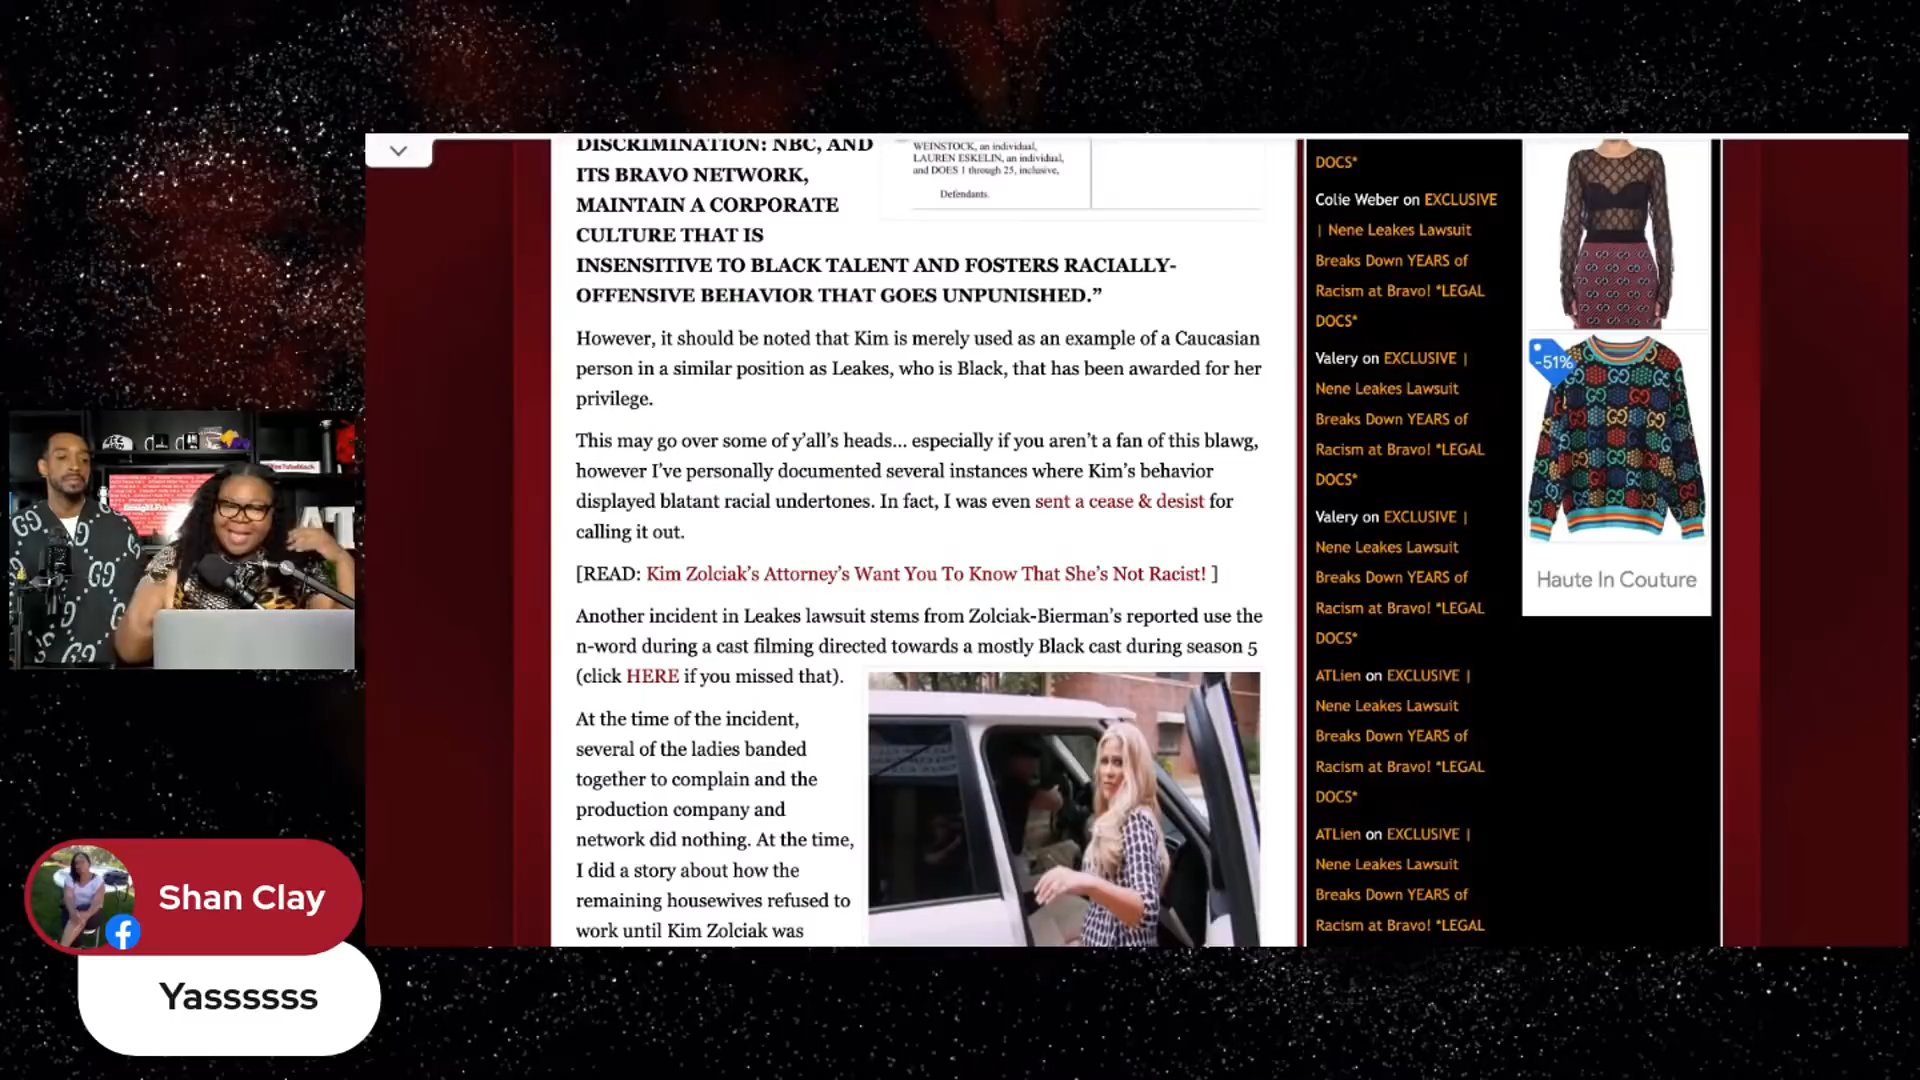 DISCRIMINATION: NBC, AND
ITS BRAVO NETWORK,
MAINTAIN A CORPORATE
CULTURE THAT IS
INSENSITIVE TO BLACK TALENT AND FOSTERS RACIALLY-
OFFENSIVE BEHAVIOR THAT GOES UNPUNISHED.”
WEINSTOCK, an individual,
LAUREN ESKELIN, an individual,
and DOES 1 through 25, inclusive,
Defendants.
However, it should be noted that Kim is merely used as an example of a Caucasian
person in a similar position as Leakes, who is Black, that has been awarded for her
privilege.
This may go over some of y’all’s heads… especially if you aren’t a fan of this blawg,
however I’ve personally documented several instances where Kim’s behavior
displayed blatant racial undertones. In fact, I was even sent a cease & desist for
calling it out.
[READ: Kim Zolciak’s Attorney’s Want You To Know That She’s Not Racist! ]
Another incident in Leakes lawsuit stems from Zolciak-Bierman’s reported use the
n-word during a cast filming directed towards a mostly Black cast during season 5
(click HERE if you missed that).
At the time of the incident,
several of the ladies banded
together to complain and the
production company and
network did nothing. At the time,
I did a story about how the
remaining housewives refused to
work until Kim Zolciak was
DOCS*
Colie Weber on EXCLUSIVE
| Nene Leakes Lawsuit
Breaks Down YEARS of
Racism at Bravo! *LEGAL
DOCS*
Valery on EXCLUSIVE |
Nene Leakes Lawsuit
Breaks Down YEARS of
Racism at Bravo! *LEGAL
DOCS*
Valery on EXCLUSIVE |
Nene Leakes Lawsuit
Breaks Down YEARS of
Racism at Bravo! *LEGAL
DOCS*
ATLien on EXCLUSIVE |
Nene Leakes Lawsuit
Breaks Down YEARS of
Racism at Bravo! *LEGAL
DOCS*
ATLien on EXCLUSIVE |
Nene Leakes Lawsuit
Breaks Down YEARS of
Racism at Bravo! *LEGAL
-51%
Haute In Couture
Shan Clay
Yassssss